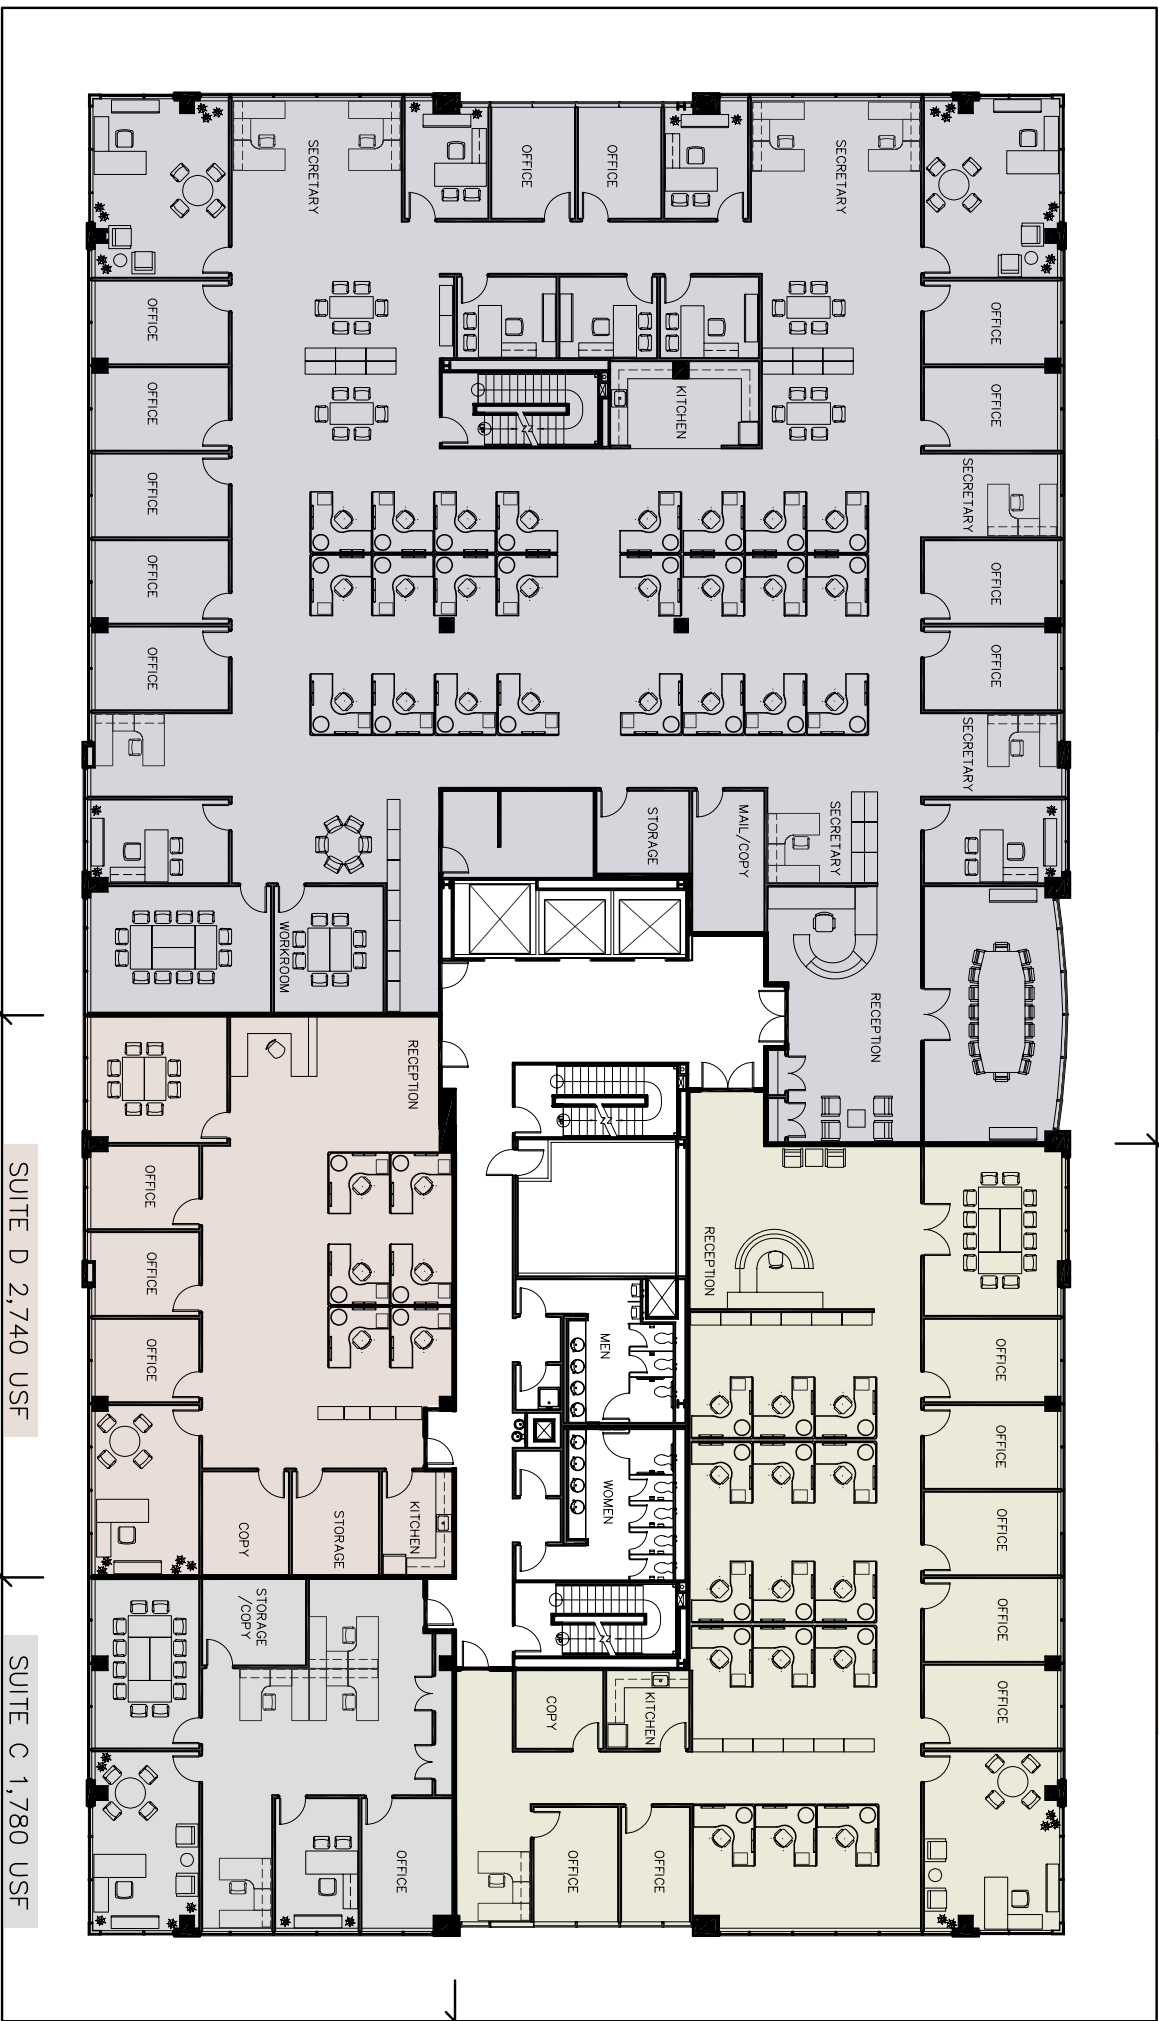 OFFICE
OFFICE
OFFICE
OFFICE
OFFICE
OFFICE
OFFICE
OFFICE
OFFICE
SECRETARY
SECRETARY
RECEPTION
SECRETARY
SECRETARY
MAIL/COPY
RECEPTION
KITCHEN
STORAGE
KITCHEN
OFFICE
OFFICE
MEN
WOMEN
OFFICE
COPY
OFFICE
RECEPTION
KITCHEN
OFFICE
STORAGE
SECRETARY
WORKROOM
STORAGE
/COPY
COPY
OFFICE
OFFICE
OFFICE
OFFICE
OFFICE
OFFICE
OFFICE
OFFICE
SUITE D 2,740 USF
SUITE C 1,780 USF